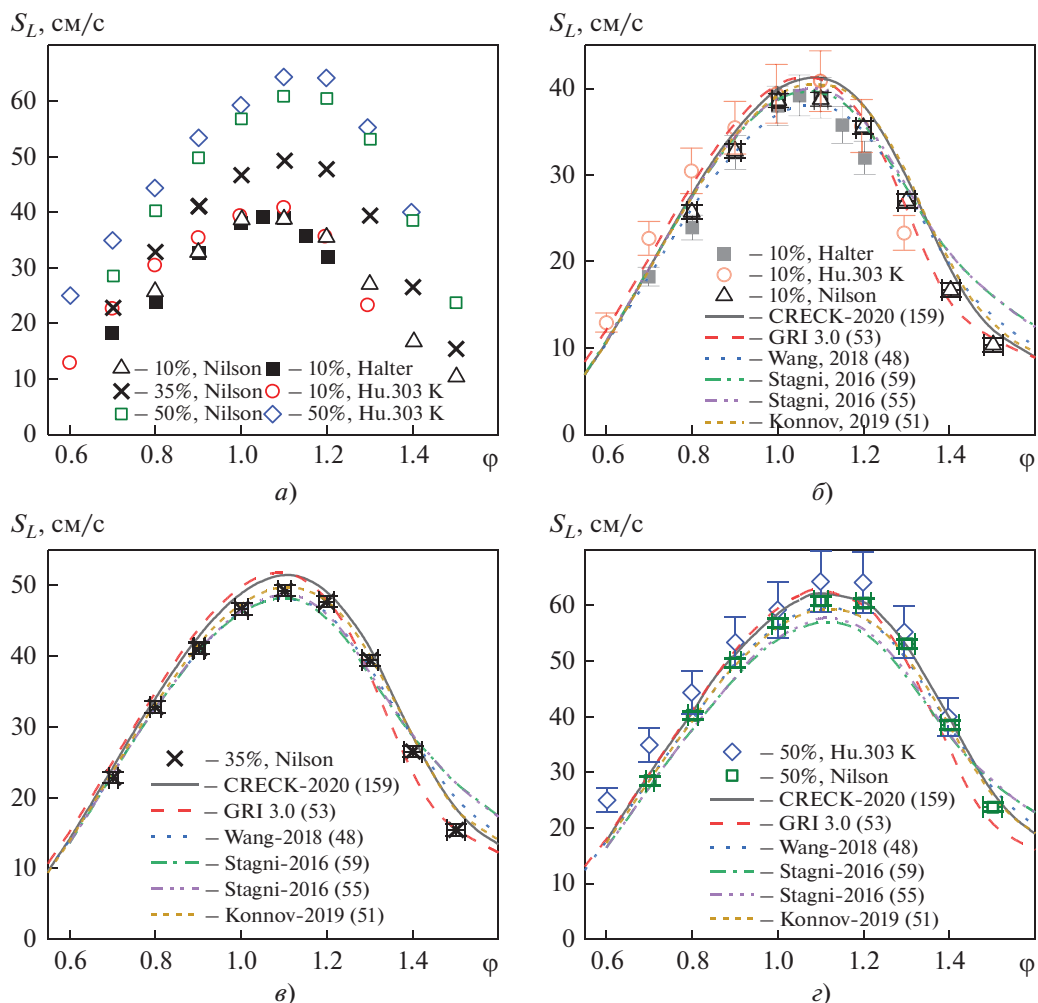 S_L, см/с
60
50
40
30
20
10
0
– 10%, Nilson
– 35%, Nilson
– 50%, Nilson
– 10%, Halter
– 10%, Hu.303 K
– 50%, Hu.303 K
0.6 0.8 1.0 1.2 1.4 φ
а)
S_L, см/с
40
30
20
10
0
– 10%, Halter
– 10%, Hu.303 K
– 10%, Nilson
– CRECK-2020 (159)
– GRI 3.0 (53)
– Wang, 2018 (48)
– Stagni, 2016 (59)
– Stagni, 2016 (55)
– Konnov, 2019 (51)
0.6 0.8 1.0 1.2 1.4 φ
б)
S_L, см/с
50
40
30
20
10
0
– 35%, Nilson
– CRECK-2020 (159)
– GRI 3.0 (53)
– Wang-2018 (48)
– Stagni-2016 (59)
– Stagni-2016 (55)
– Konnov-2019 (51)
0.6 0.8 1.0 1.2 1.4 φ
в)
S_L, см/с
60
50
40
30
20
10
0
– 50%, Hu.303 K
– 50%, Nilson
– CRECK-2020 (159)
– GRI 3.0 (53)
– Wang-2018 (48)
– Stagni-2016 (59)
– Stagni-2016 (55)
– Konnov-2019 (51)
0.6 0.8 1.0 1.2 1.4 φ
г)